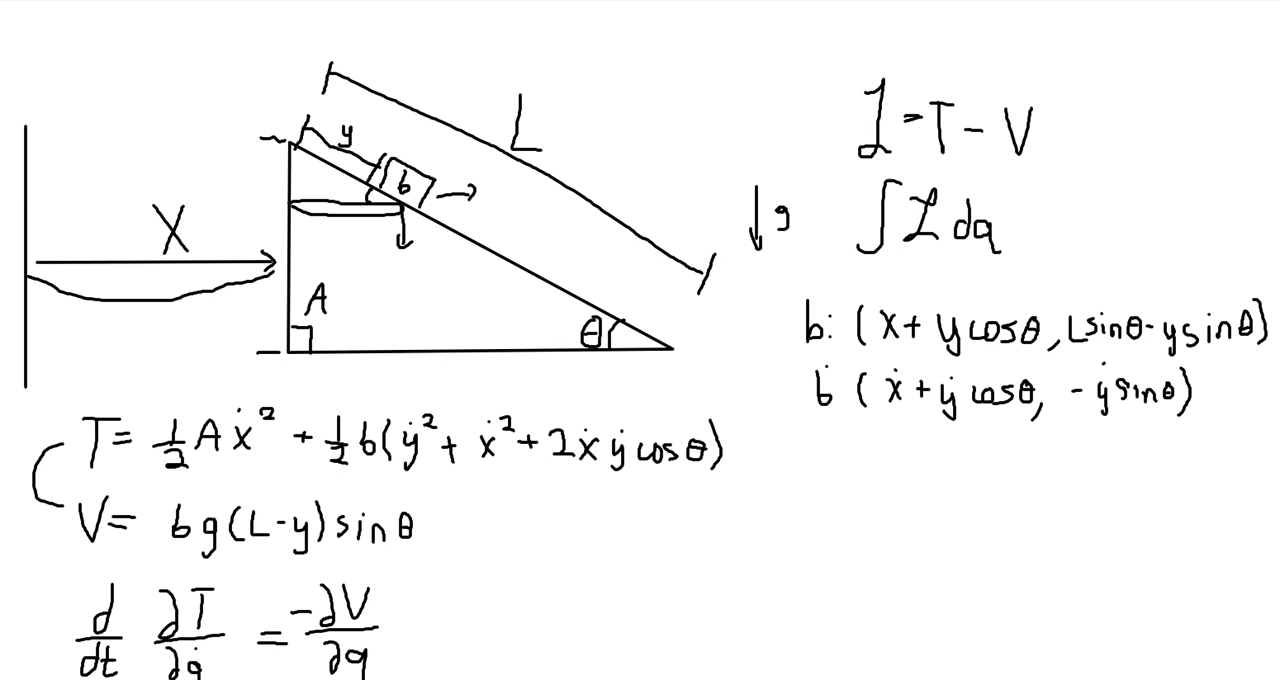 L
y
b
X
A
θ
ℒ = T - V
↓ g
∫ ℒ dq
b: (x + y cosθ, L sinθ - y sinθ)
ḃ (ẋ + ẏ cosθ, - ẏ sinθ)
T = 1/2 A ẋ² + 1/2 b(ẏ² + ẋ² + 2ẋ ẏ cosθ)
V = bg(L-y) sinθ
d/dt ∂T/∂q̇ = -∂V/∂q